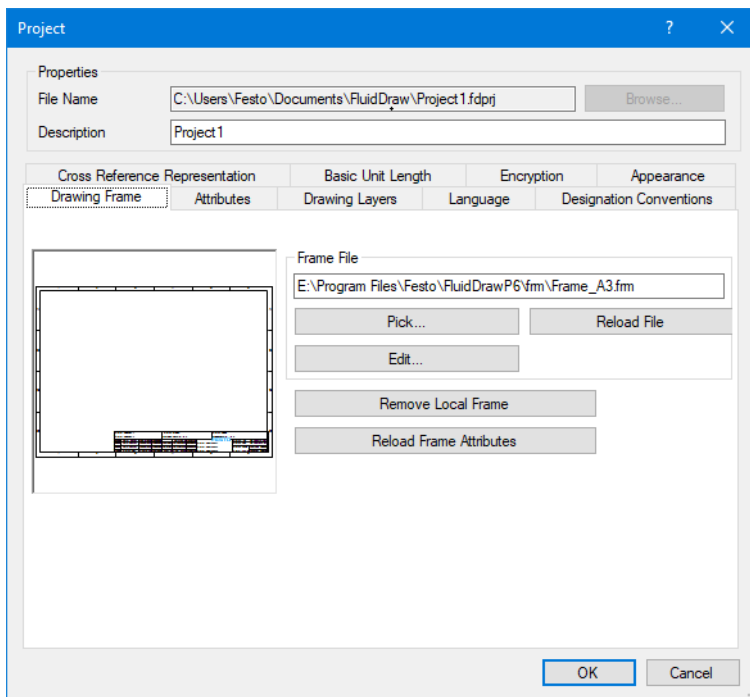 Project ?
Properties
File Name C:\Users\Festo\Documents\FluidDraw\Project1.fdprj Browse...
Description Project1
Cross Reference Representation Basic Unit Length Encryption Appearance
Drawing Frame Attributes Drawing Layers Language Designation Conventions
Frame File
E:\Program Files\Festo\FluidDrawP6\frm\Frame_A3.frm
Pick... Reload File
Edit...
Remove Local Frame
Reload Frame Attributes
OK Cancel